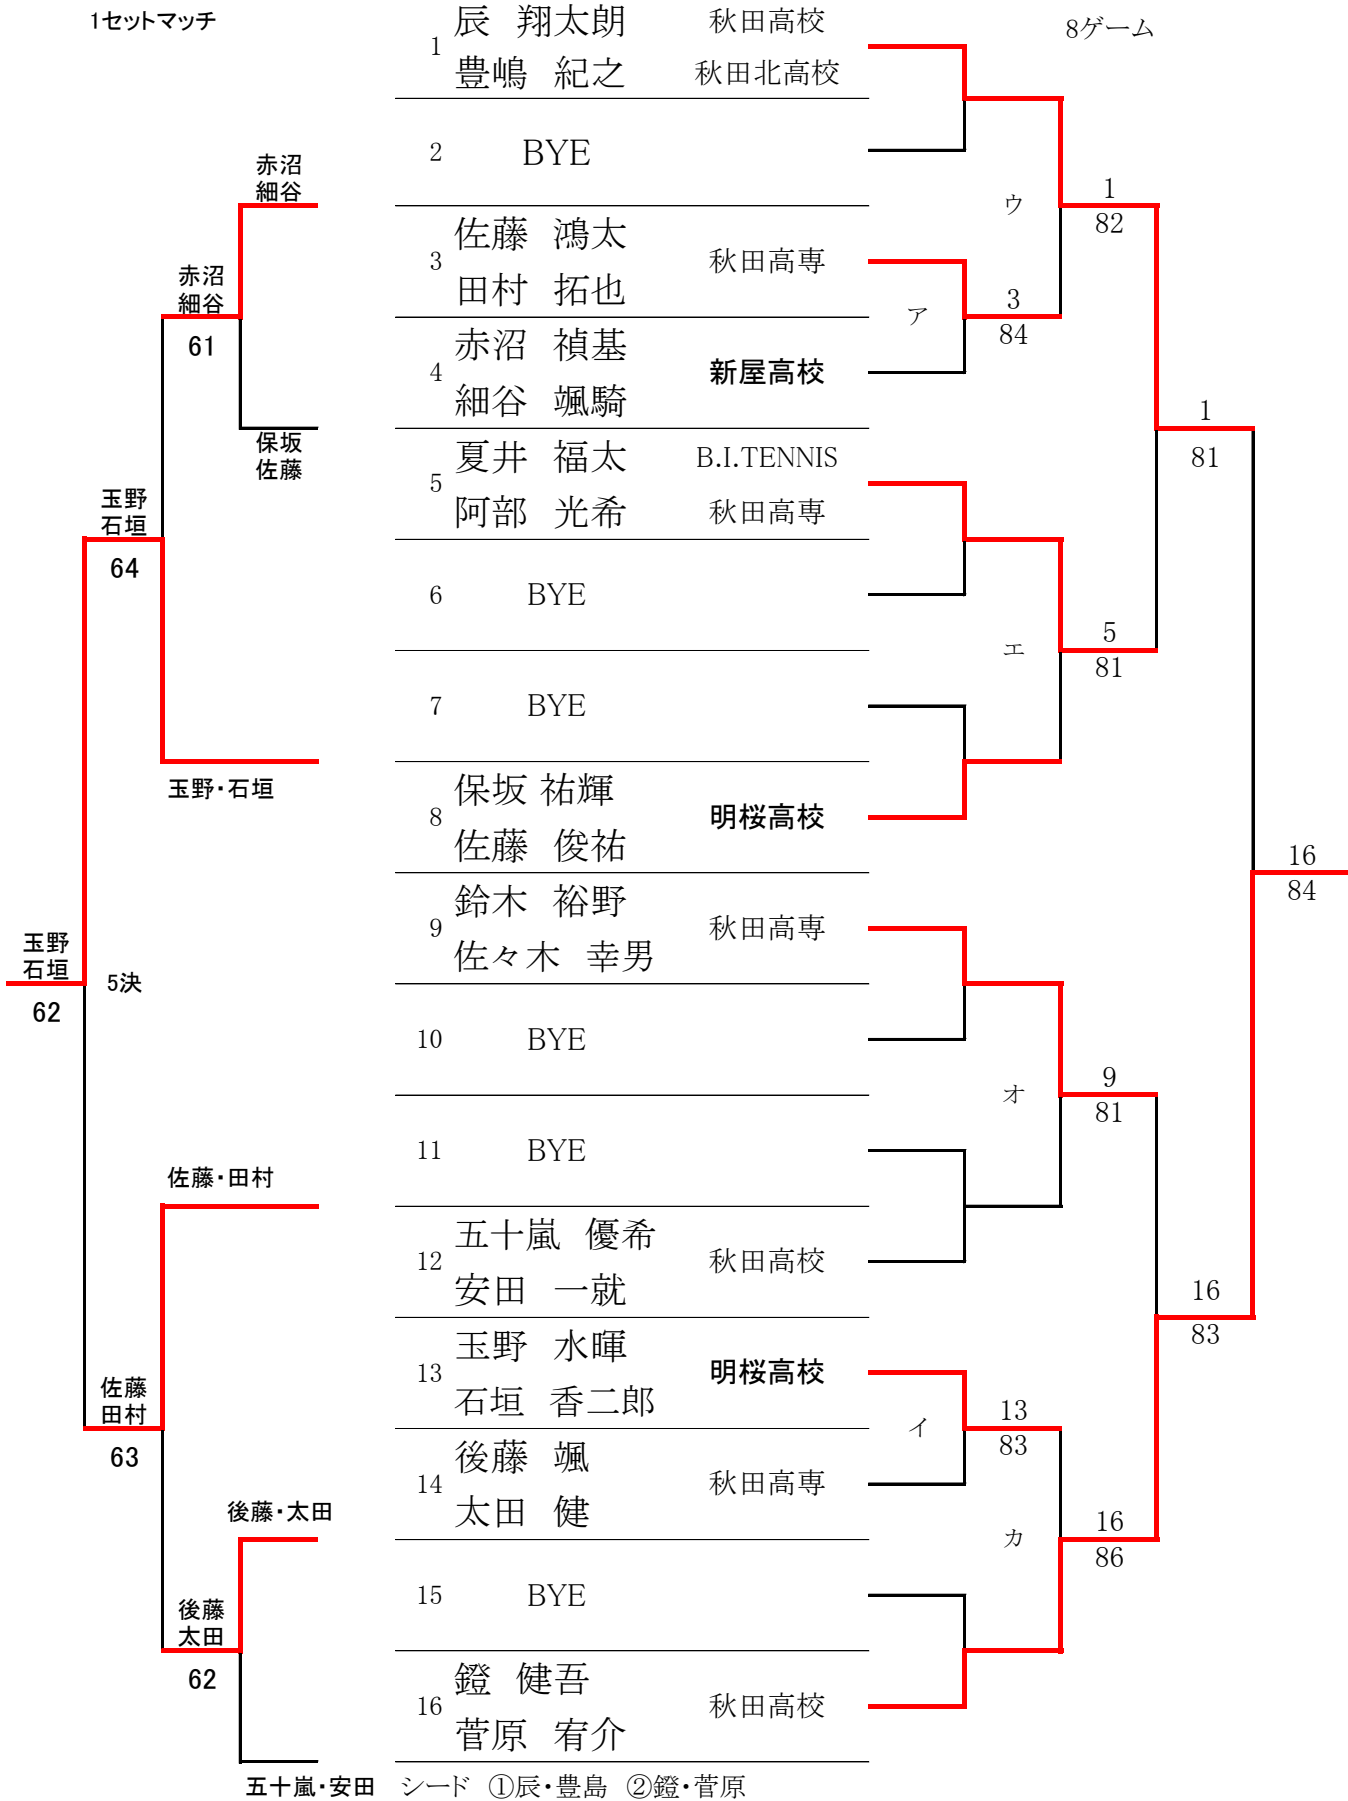 1セットマッチ
8ゲーム
1 辰 翔太朗 秋田高校
豊嶋 紀之 秋田北高校
2 BYE
3 佐藤 鴻太 秋田高専
田村 拓也
4 赤沼 禎基 新屋高校
細谷 颯騎
5 夏井 福太 B.I.TENNIS
阿部 光希 秋田高専
6 BYE
7 BYE
8 保坂 祐輝 明桜高校
佐藤 俊祐
9 鈴木 裕野 秋田高専
佐々木 幸男
10 BYE
11 BYE
12 五十嵐 優希 秋田高校
安田 一就
13 玉野 水暉 明桜高校
石垣 香二郎
14 後藤 颯 秋田高専
太田 健
15 BYE
16 鐙 健吾 秋田高校
菅原 宥介
シード ①辰・豊島 ②鐙・菅原
赤沼
細谷
赤沼
細谷
61
保坂
佐藤
玉野
石垣
64
玉野・石垣
玉野
石垣
62
5決
佐藤・田村
佐藤
田村
63
後藤・太田
後藤
太田
62
五十嵐・安田
ア
3
84
ウ
1
82
エ
5
81
1
81
オ
9
81
イ
13
83
カ
16
86
16
83
16
84